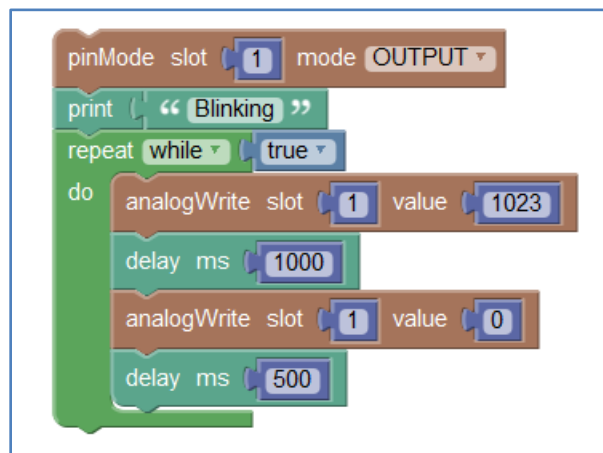 pinMode slot 1 mode OUTPUT
print “ Blinking ”
repeat while true
do
analogWrite slot 1 value 1023
delay ms 1000
analogWrite slot 1 value 0
delay ms 500